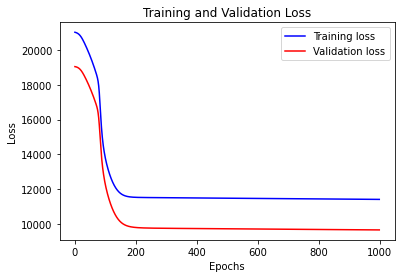 Training and Validation Loss
Training loss
Validation loss
Loss
20000
18000
16000
14000
12000
10000
0 200 400 600 800 1000
Epochs